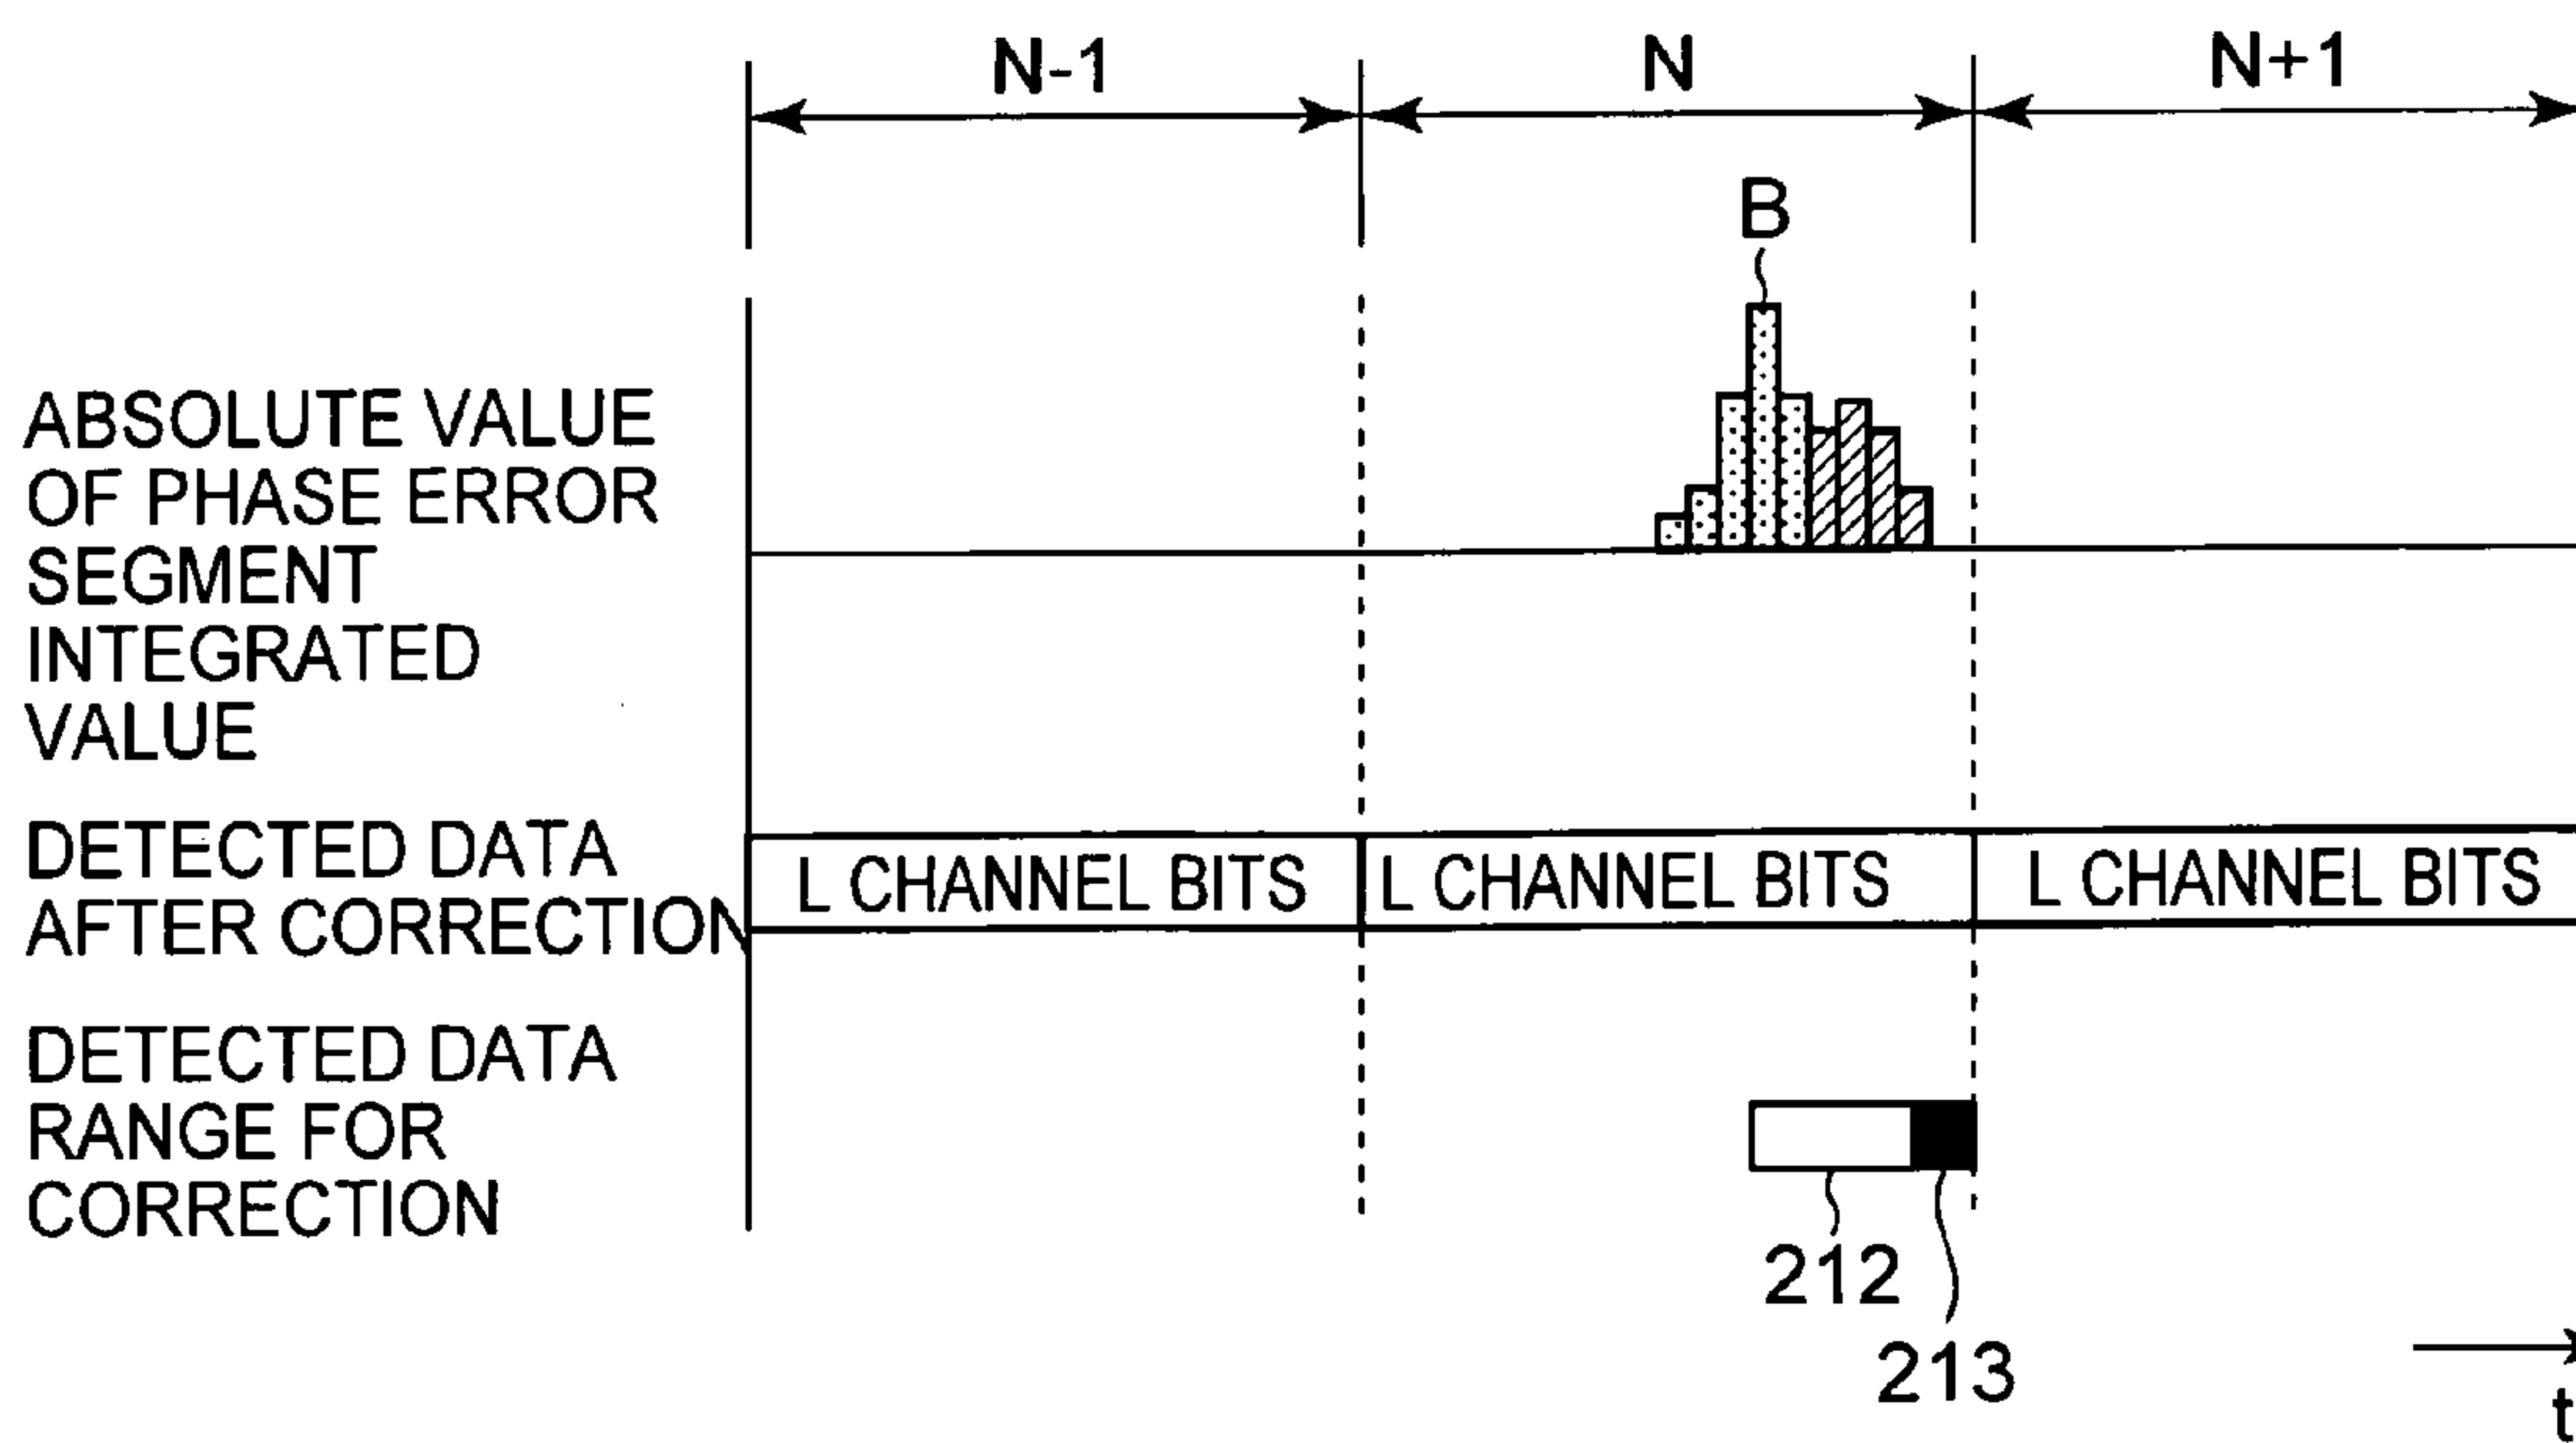 N-1
N
N+1
B
ABSOLUTE VALUE
OF PHASE ERROR
SEGMENT
INTEGRATED
VALUE
DETECTED DATA
AFTER CORRECTION
L CHANNEL BITS
L CHANNEL BITS
L CHANNEL BITS
DETECTED DATA
RANGE FOR
CORRECTION
212
213
t